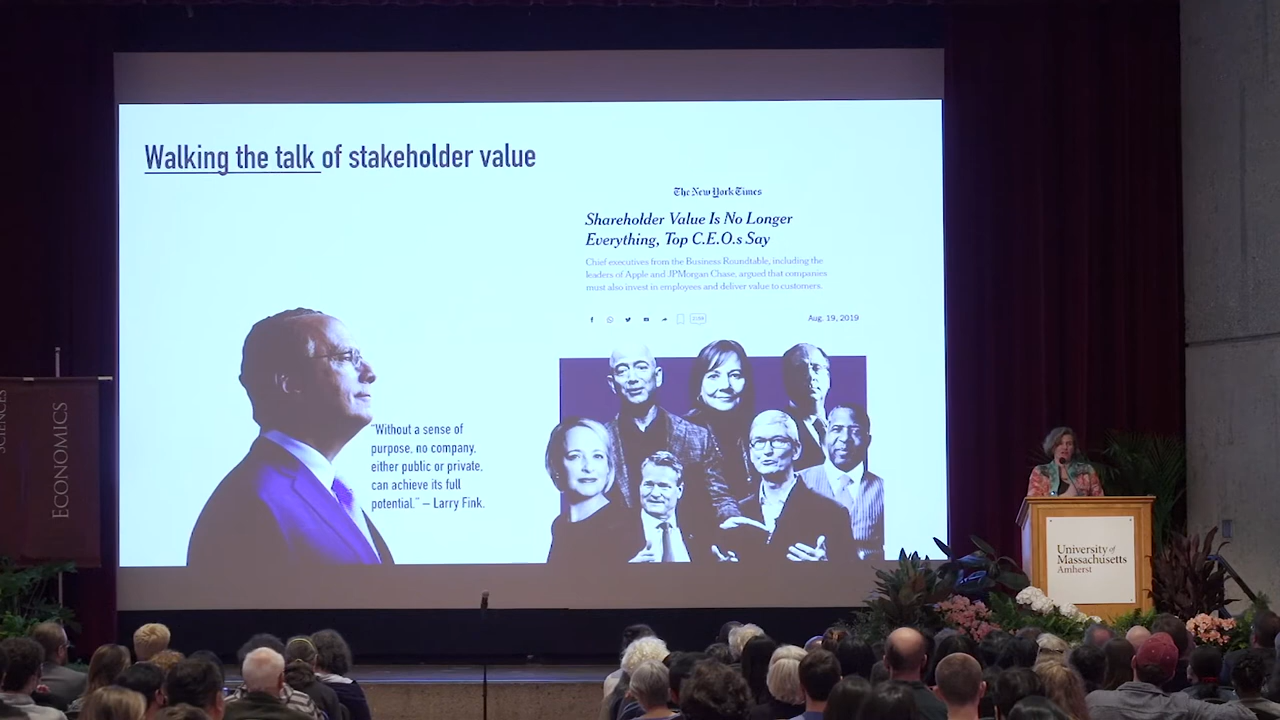 Walking the talk of stakeholder value
The New York Times
Shareholder Value Is No Longer
Everything, Top C.E.O.s Say
Chief executives from the Business Roundtable, including the
leaders of Apple and JPMorgan Chase, argued that companies
must also invest in employees and deliver value to customers.
Aug. 19, 2019
"Without a sense of
purpose, no company,
either public or private,
can achieve its full
potential." — Larry Fink.
SCIENCES
ECONOMICS
University of
Massachusetts
Amherst